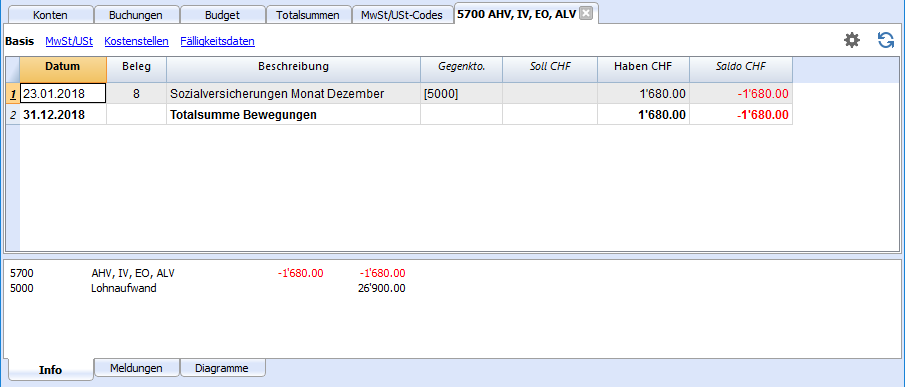 Konten Buchungen Budget Totalsummen MwSt/USt-Codes 5700 AHV, IV, EO, ALV
Basis MwSt/USt Kostenstellen Fälligkeitsdaten
Datum Beleg Beschreibung Gegenkto. Soll CHF Haben CHF Saldo CHF
1 23.01.2018 8 Sozialversicherungen Monat Dezember [5000] 1'680.00 -1'680.00
2 31.12.2018 Totalsumme Bewegungen 1'680.00 -1'680.00
5700 AHV, IV, EO, ALV -1'680.00 -1'680.00
5000 Lohnaufwand 26'900.00
Info Meldungen Diagramme